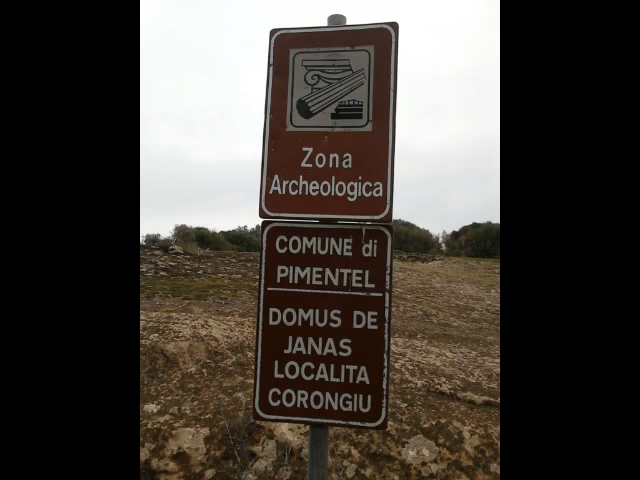 Zona
Archeologica
COMUNE di
PIMENTEL
DOMUS DE
JANAS
LOCALITA
CORONGIU